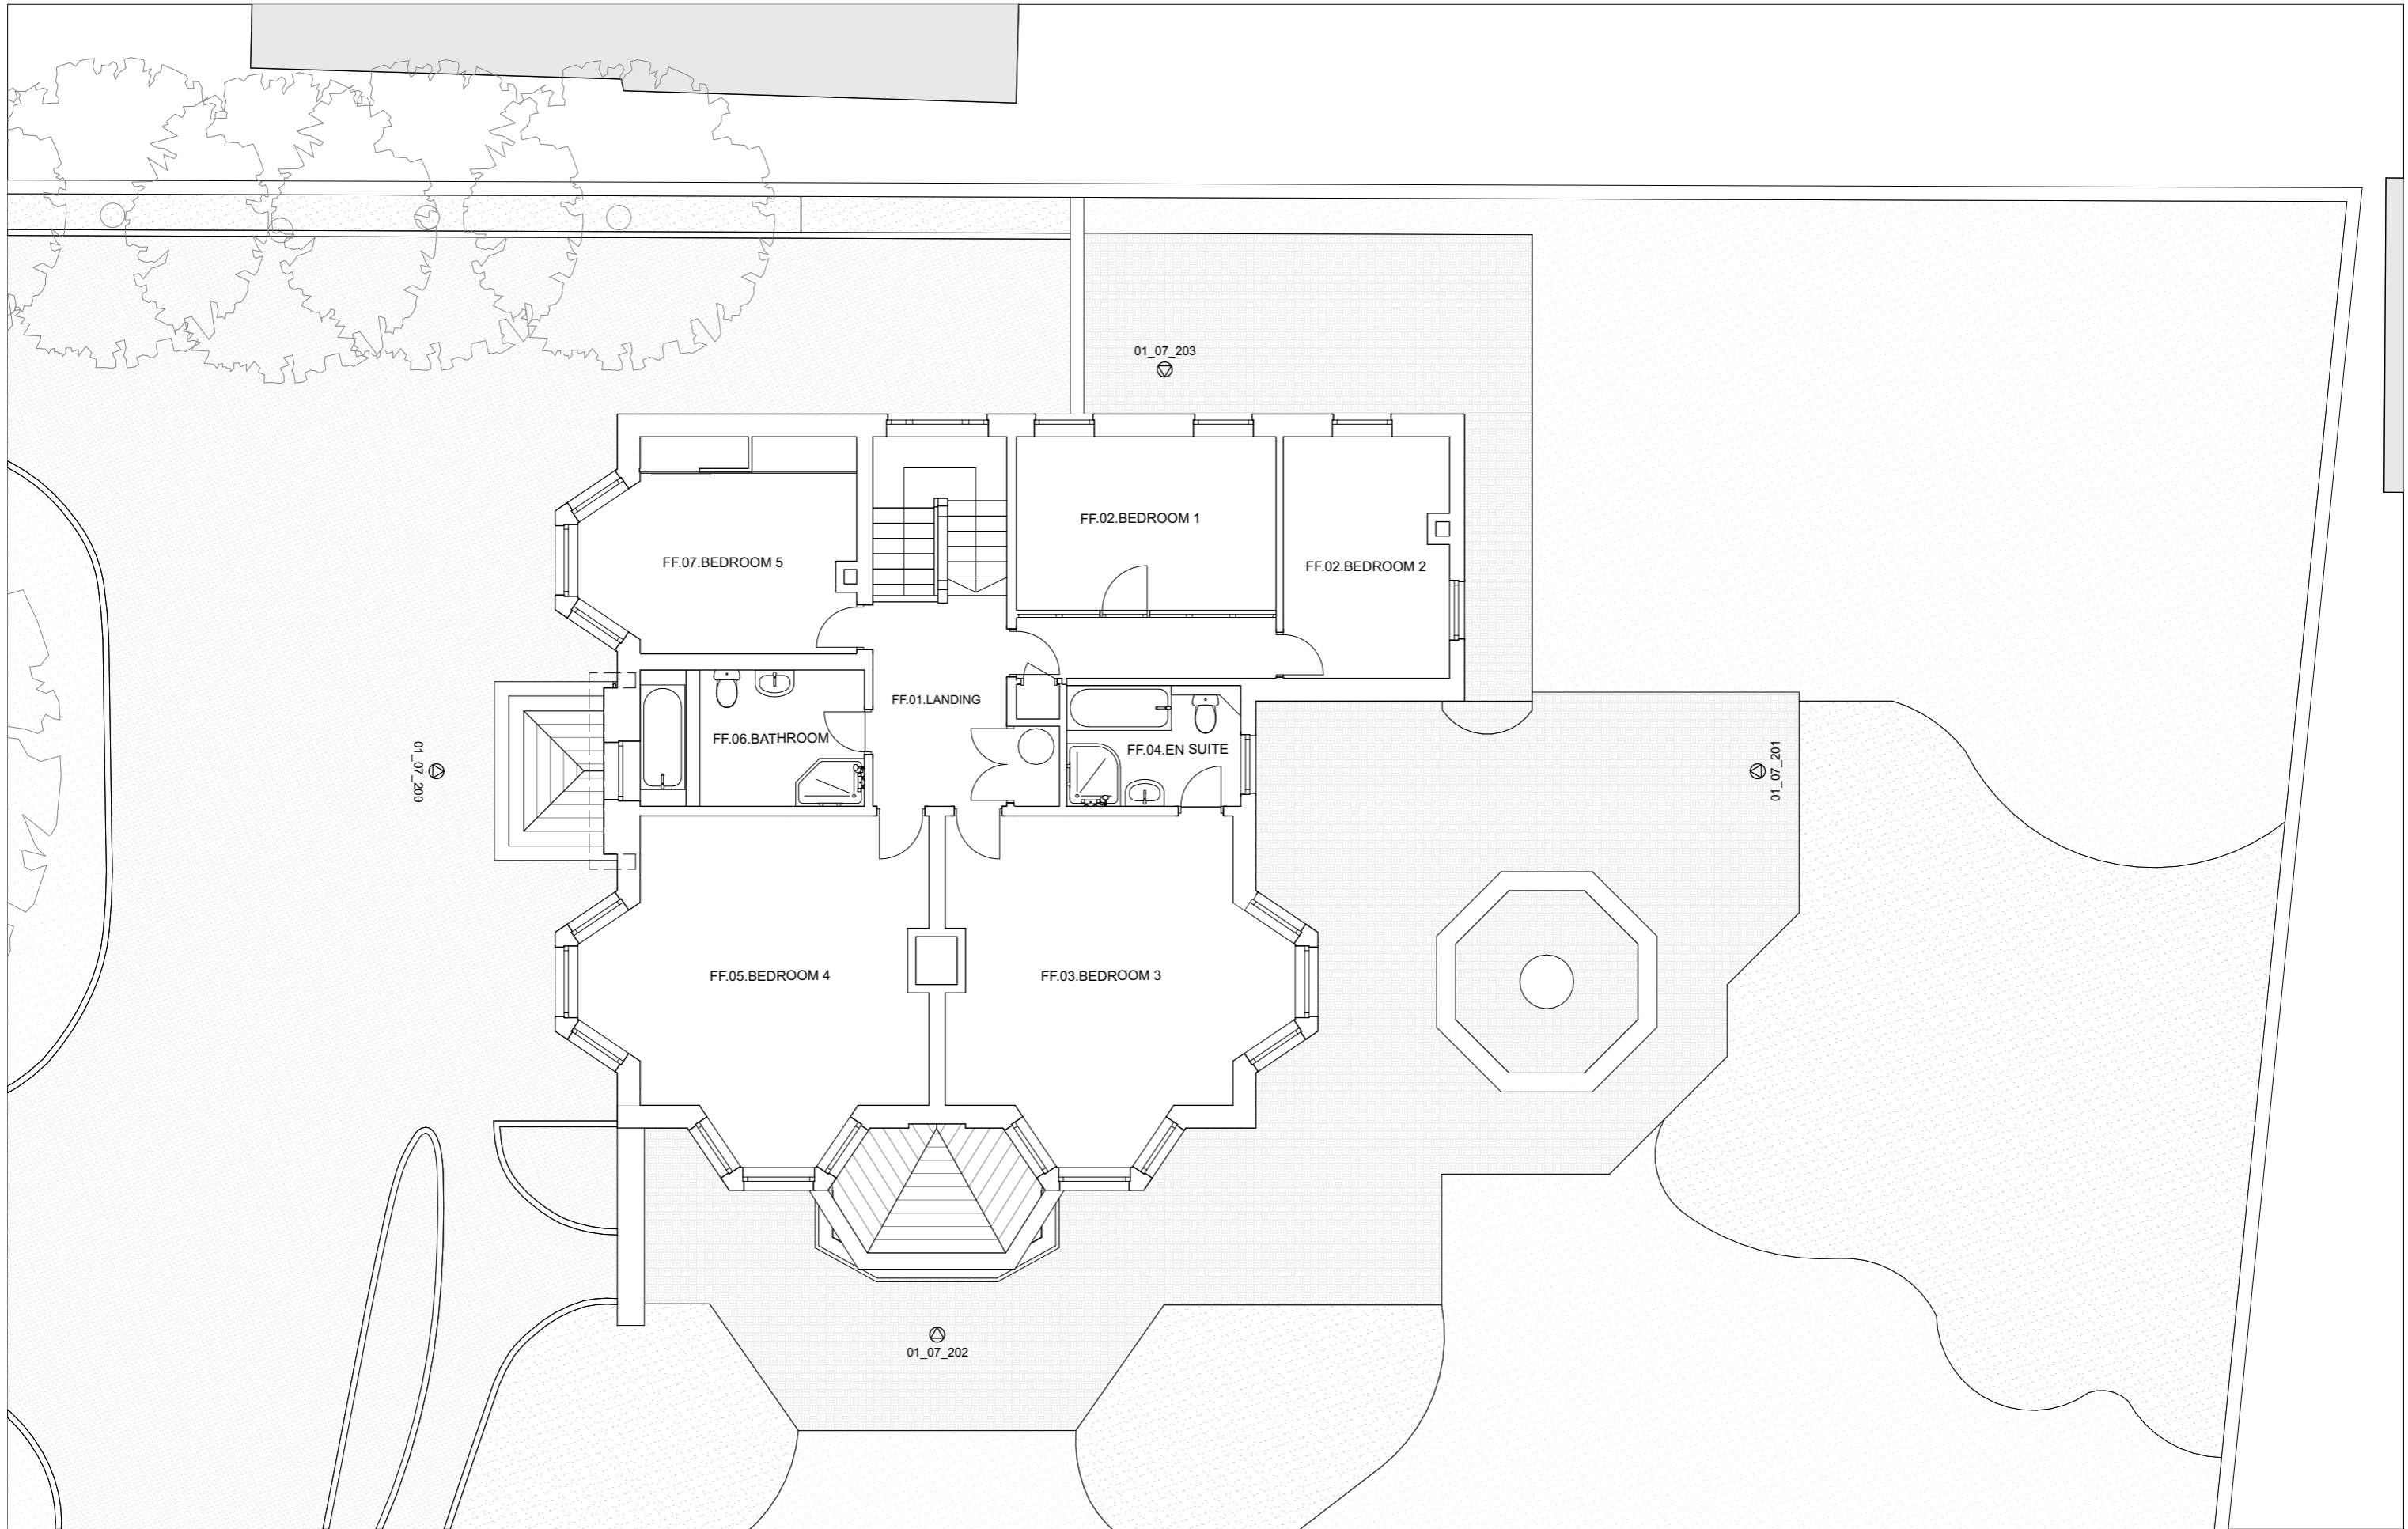 01_07_203
FF.02.BEDROOM 1
FF.07.BEDROOM 5
FF.02.BEDROOM 2
FF.01.LANDING
FF.06.BATHROOM
FF.04.EN SUITE
01_07_200
01_07_201
FF.05.BEDROOM 4
FF.03.BEDROOM 3
01_07_202